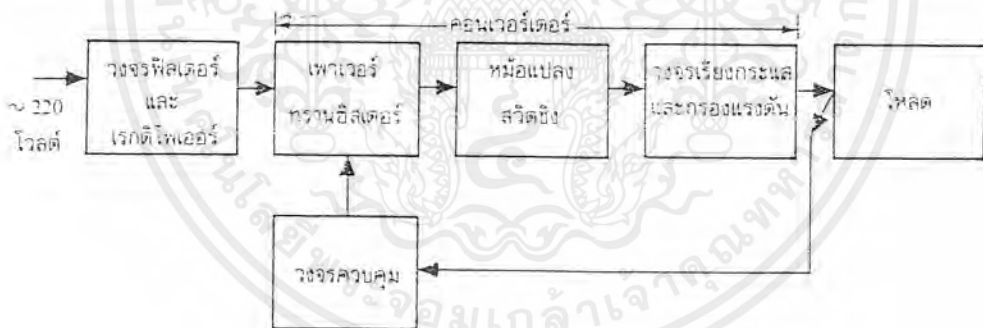 คอนเวอร์เตอร์
~ 220
โวลต์
วงจรฟิลเตอร์
และ
เรกติไฟเออร์
เพาเวอร์
ทรานซิสเตอร์
หม้อแปลง
สวิตชิง
วงจรเรียงกระแส
และกรองแรงดัน
โหลด
วงจรควบคุม